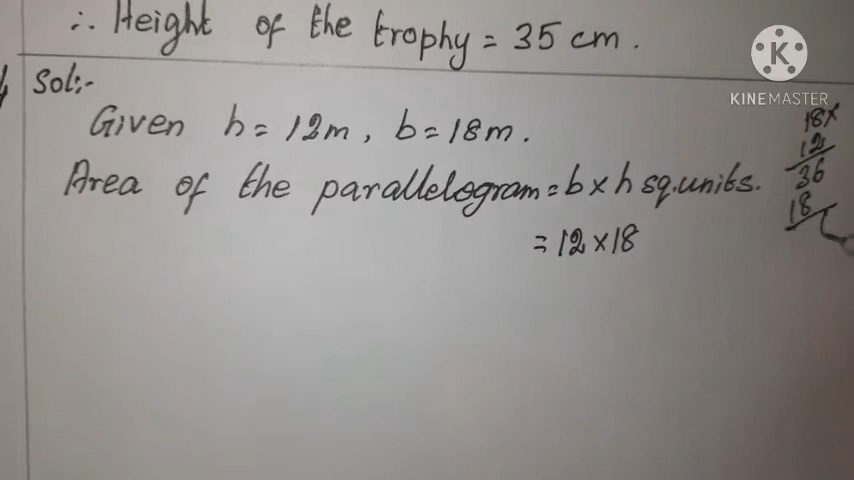 ∴ Height of the trophy = 35 cm.
Sol:-
Given h = 12m, b = 18m.
Area of the parallelogram = b × h sq.units.
= 12 × 18
18×
12
36
18
K
KINEMASTER